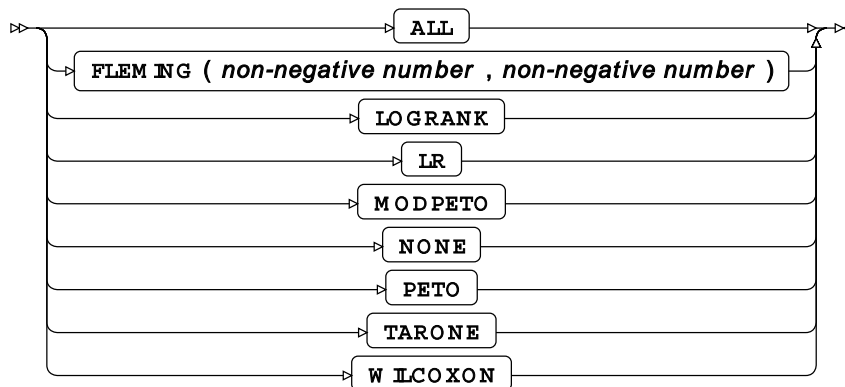 ALL
FLEMING ( non-negative number , non-negative number )
LOGRANK
LR
MODPETO
NONE
PETO
TARONE
WILCOXON